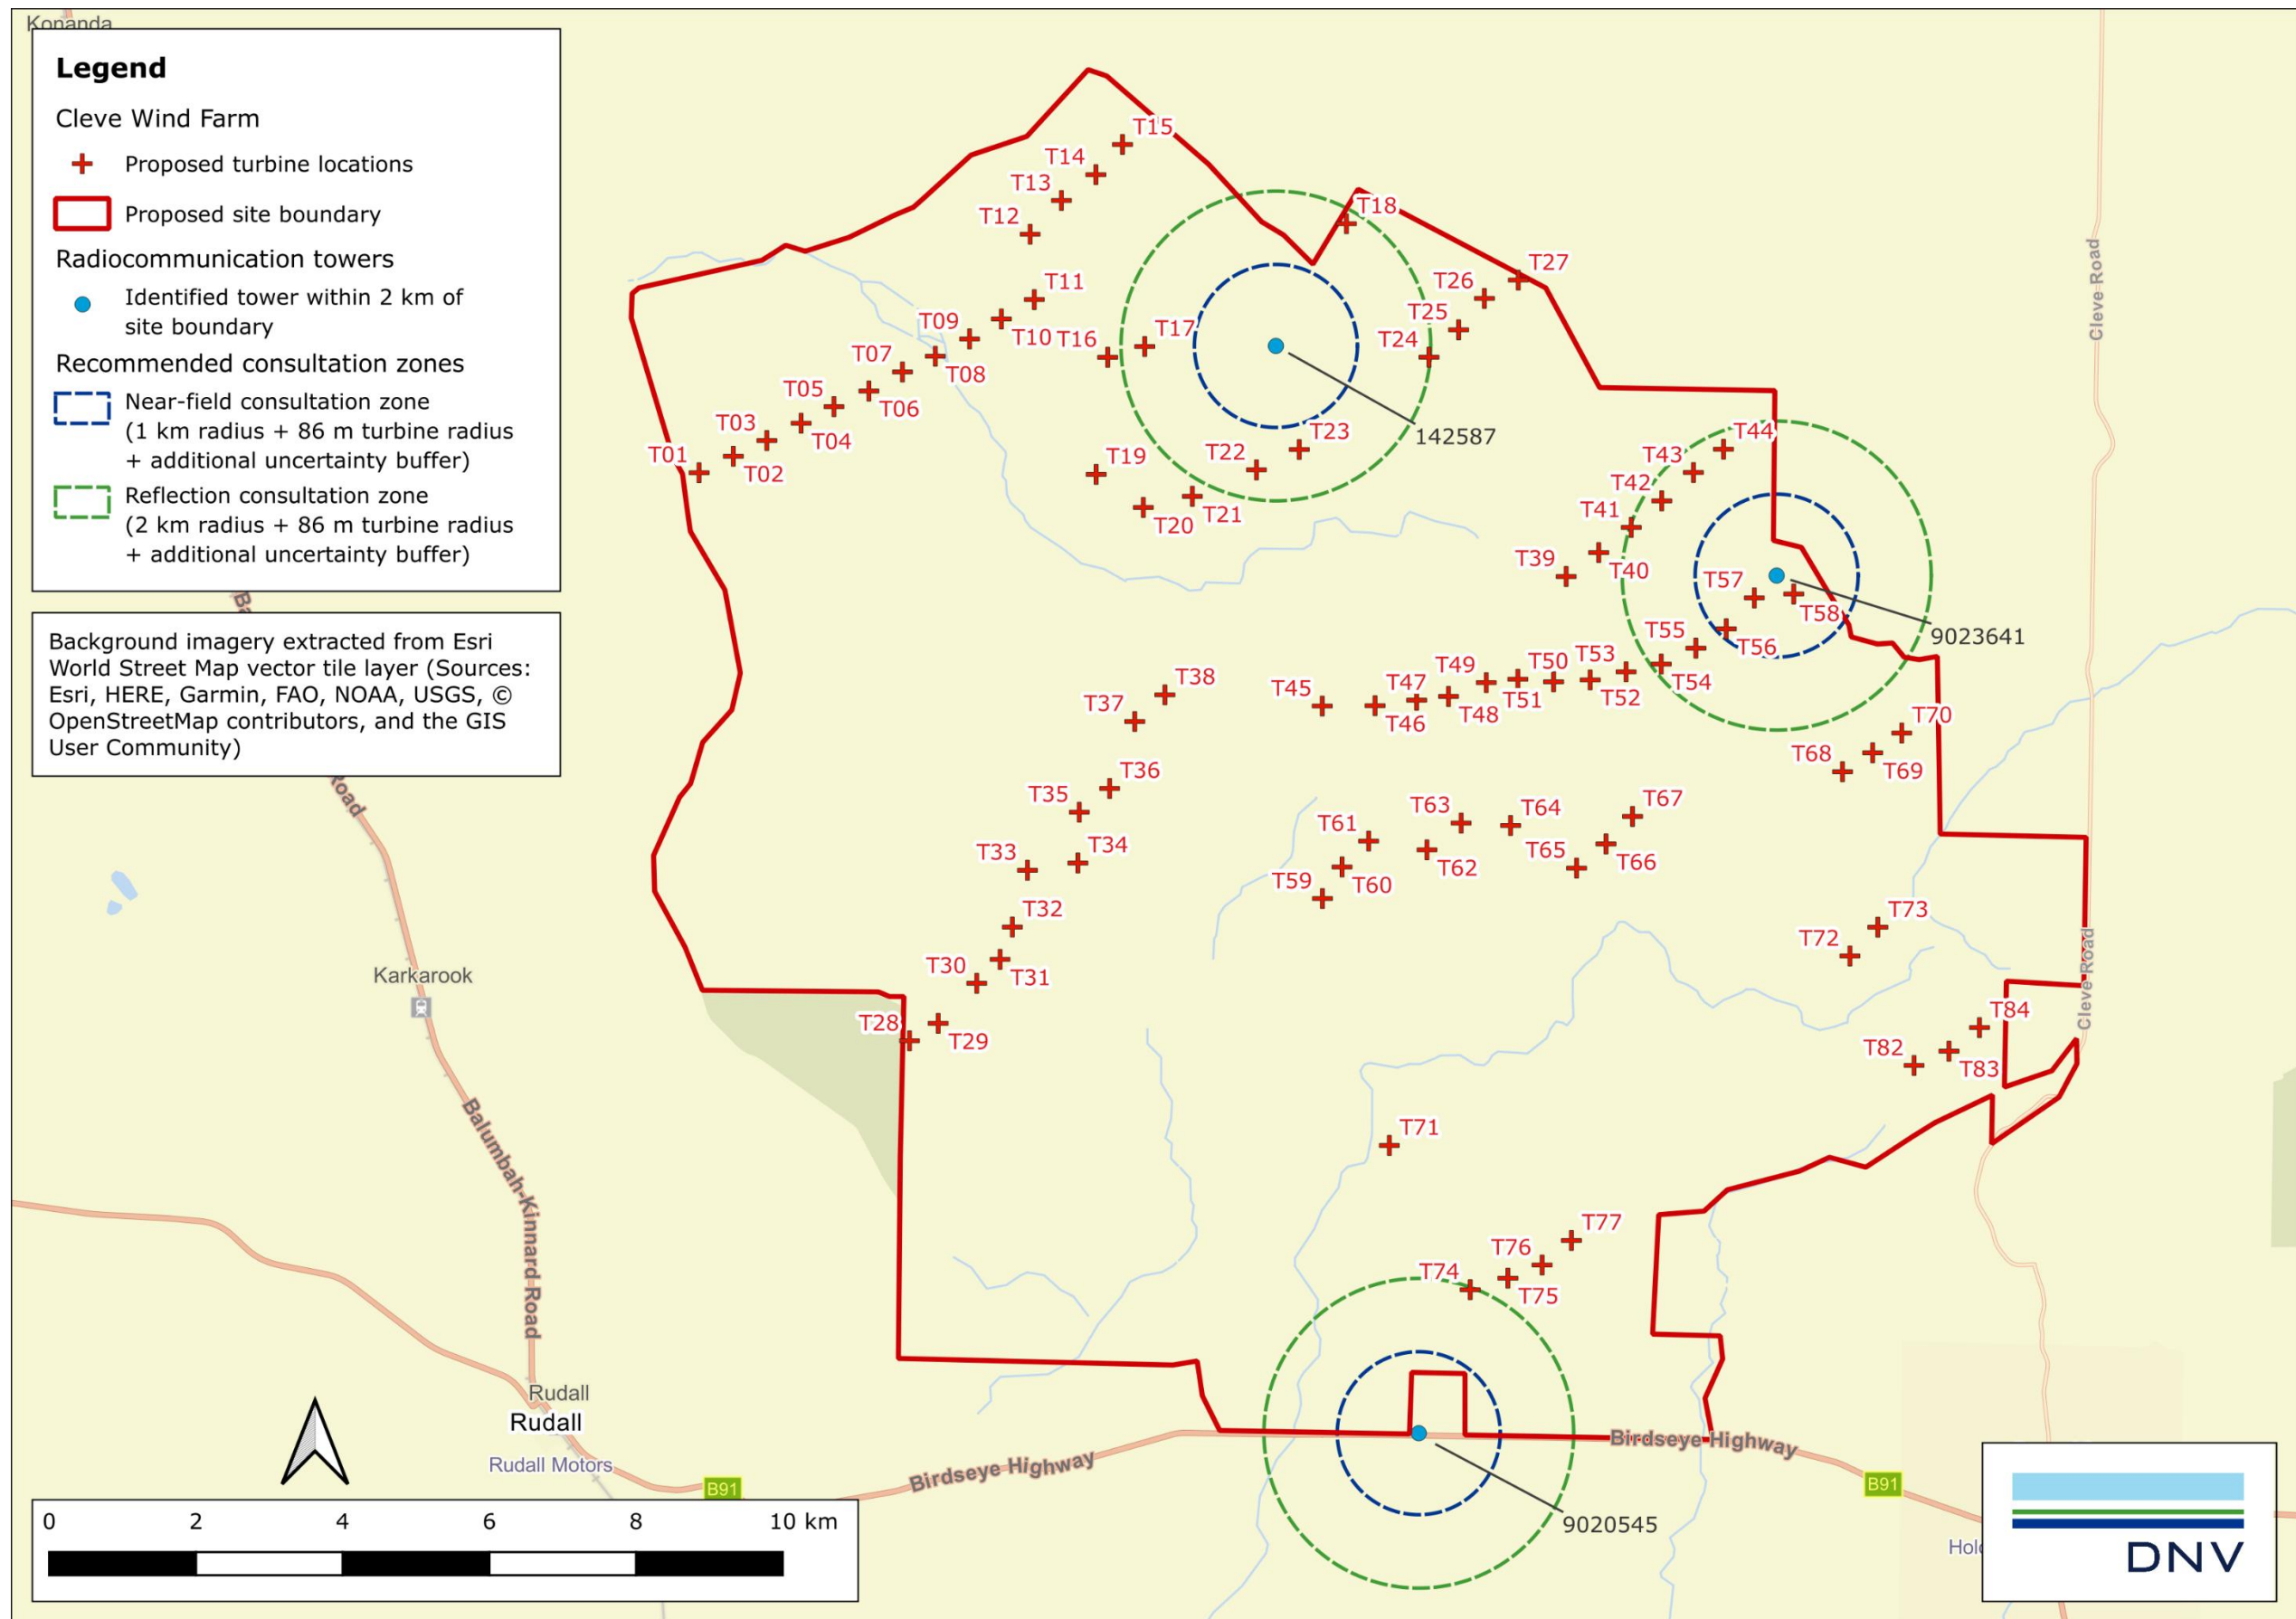 Konanda
Legend
Cleve Wind Farm
Proposed turbine locations
Proposed site boundary
Radiocommunication towers
Identified tower within 2 km of
site boundary
Recommended consultation zones
Near-field consultation zone
(1 km radius + 86 m turbine radius
+ additional uncertainty buffer)
Reflection consultation zone
(2 km radius + 86 m turbine radius
+ additional uncertainty buffer)
Background imagery extracted from Esri
World Street Map vector tile layer (Sources:
Esri, HERE, Garmin, FAO, NOAA, USGS, ©
OpenStreetMap contributors, and the GIS
User Community)
T15
T14
T13
T12
T18
T11
T27
T26
T25
T24
T09
T10
T16
T17
T07
T08
T05
T06
T03
T04
T01
T02
142587
T23
T22
T19
T21
T20
T44
T43
T42
T41
T40
T39
T57
T58
9023641
T55
T56
T54
T53
T52
T50
T51
T49
T48
T47
T46
T45
T38
T37
T36
T35
T34
T33
T32
T31
T30
T29
T28
T70
T69
T68
T67
T66
T65
T64
T63
T62
T61
T60
T59
T73
T72
T84
T83
T82
T71
T77
T76
T75
T74
9020545
Cleve Road
Cleve Road
Ba
Road
Karkarook
Balumbah-Kinnard Road
Rudall
Rudall
Rudall Motors
B91
Birdseye Highway
Birdseye Highway
B91
Hold
0 2 4 6 8 10 km
DNV